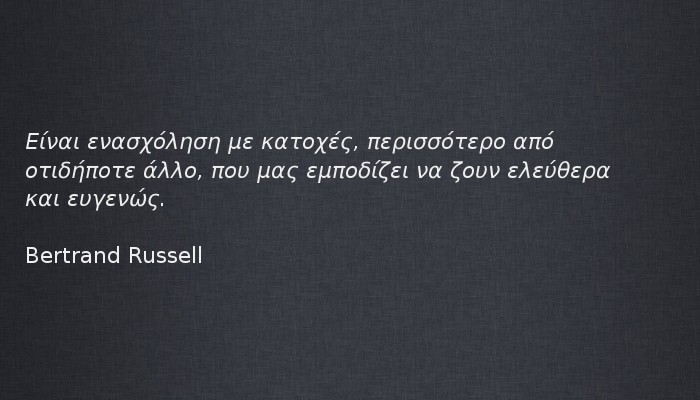 Είναι ενασχόληση με κατοχές, περισσότερο από
οτιδήποτε άλλο, που μας εμποδίζει να ζουν ελεύθερα
και ευγενώς.
Bertrand Russell